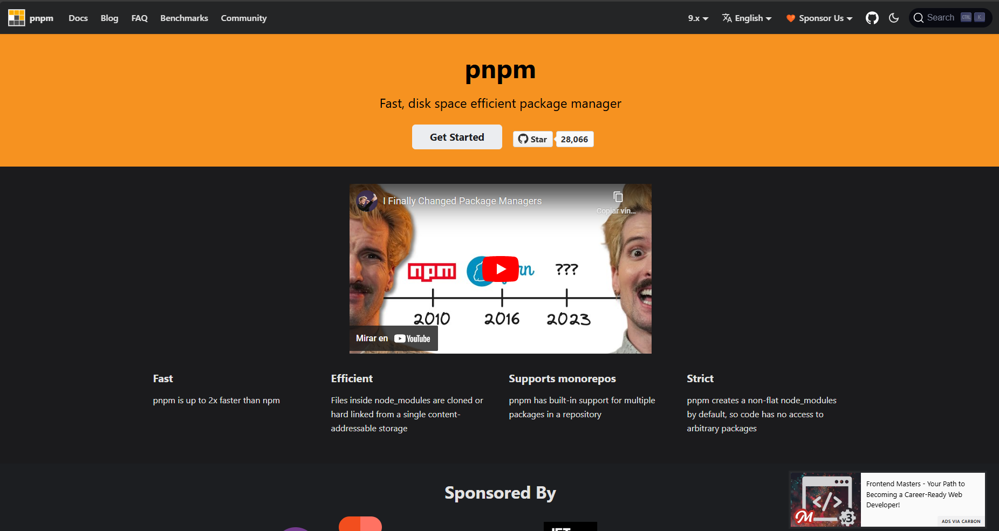 pnpm
Docs
Blog
FAQ
Benchmarks
Community
9.x
English
Sponsor Us
Search
CTRL
K
pnpm
Fast, disk space efficient package manager
Get Started
Star
28,066
I Finally Changed Package Managers
Copiar vín...
npm
???
2010
2016
2023
Mirar en YouTube
Fast
pnpm is up to 2x faster than npm
Efficient
Files inside node_modules are cloned or
hard linked from a single content-
addressable storage
Supports monorepos
pnpm has built-in support for multiple
packages in a repository
Strict
pnpm creates a non-flat node_modules
by default, so code has no access to
arbitrary packages
Sponsored By
Frontend Masters - Your Path to
Becoming a Career-Ready Web
Developer!
</>
M
v3
ADS VIA CARBON